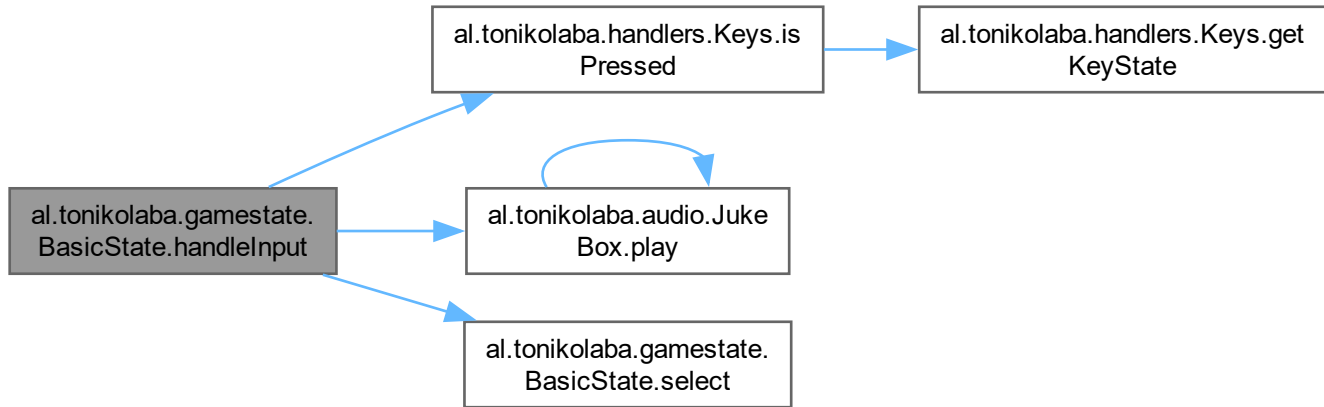 al.tonikolaba.handlers.Keys.is
Pressed
al.tonikolaba.handlers.Keys.get
KeyState
al.tonikolaba.gamestate.
BasicState.handleInput
al.tonikolaba.audio.Juke
Box.play
al.tonikolaba.gamestate.
BasicState.select